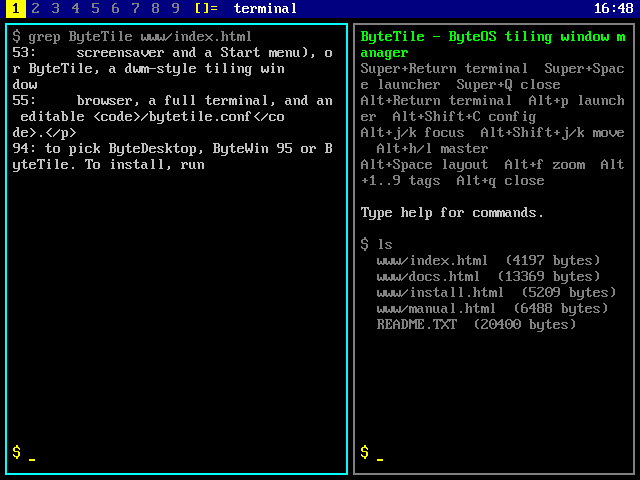 1 2 3 4 5 6 7 8 9 []= terminal 16:48
$ grep ByteTile www/index.html
53:     screensaver and a Start menu), o
r ByteTile, a dwm-style tiling win
dow
55:     browser, a full terminal, and an
 editable <code>/bytetile.conf</co
de>.</p>
94: to pick ByteDesktop, ByteWin 95 or B
yteTile. To install, run
$ _
ByteTile - ByteOS tiling window m
anager
Super+Return terminal  Super+Spac
e launcher  Super+Q close
Alt+Return terminal  Alt+p launch
er  Alt+Shift+C config
Alt+j/k focus  Alt+Shift+j/k move
  Alt+h/l master
Alt+Space layout  Alt+f zoom  Alt
+1..9 tags  Alt+q close
Type help for commands.
$ ls
  www/index.html  (4197 bytes)
  www/docs.html  (13369 bytes)
  www/install.html  (5209 bytes)
  www/manual.html  (6488 bytes)
  README.TXT  (20400 bytes)
$ _